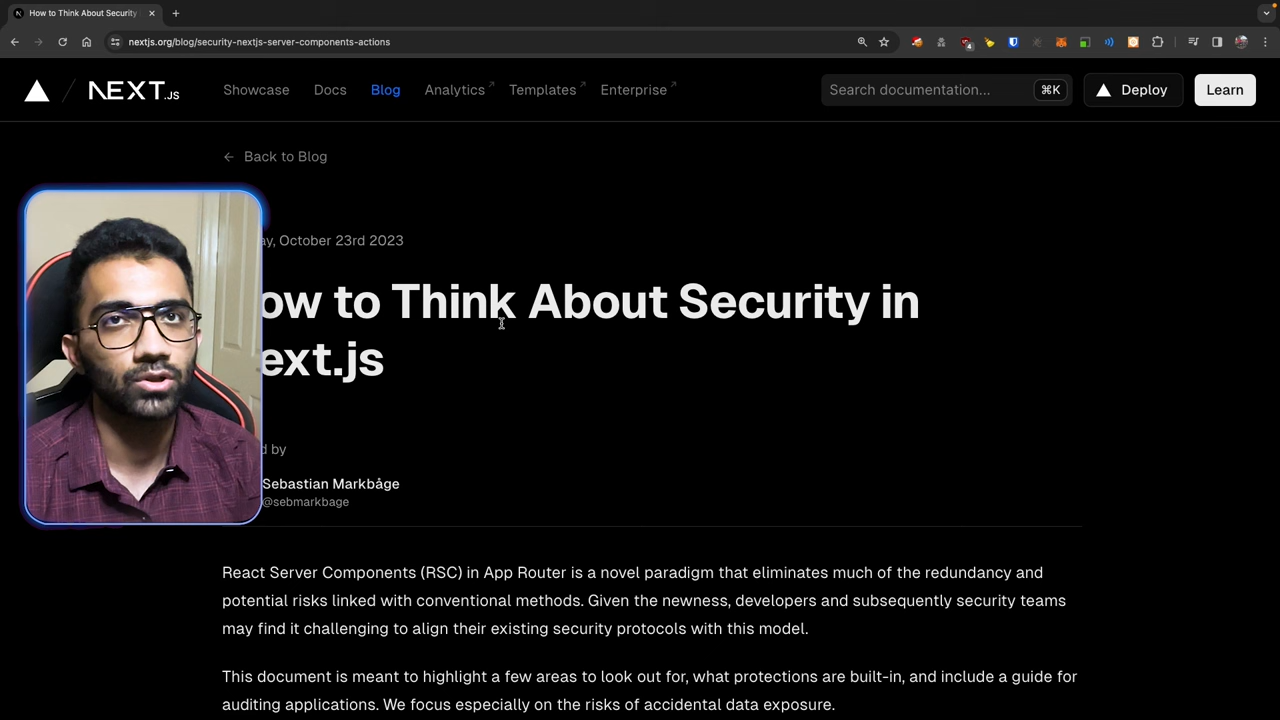 How to Think About Security
nextjs.org/blog/security-nextjs-server-components-actions
NEXT.JS
Showcase
Docs
Blog
Analytics
Templates
Enterprise
Search documentation...
⌘K
Deploy
Learn
Back to Blog
ay, October 23rd 2023
ow to Think About Security in
ext.js
d by
Sebastian Markbåge
@sebmarkbage
React Server Components (RSC) in App Router is a novel paradigm that eliminates much of the redundancy and
potential risks linked with conventional methods. Given the newness, developers and subsequently security teams
may find it challenging to align their existing security protocols with this model.
This document is meant to highlight a few areas to look out for, what protections are built-in, and include a guide for
auditing applications. We focus especially on the risks of accidental data exposure.